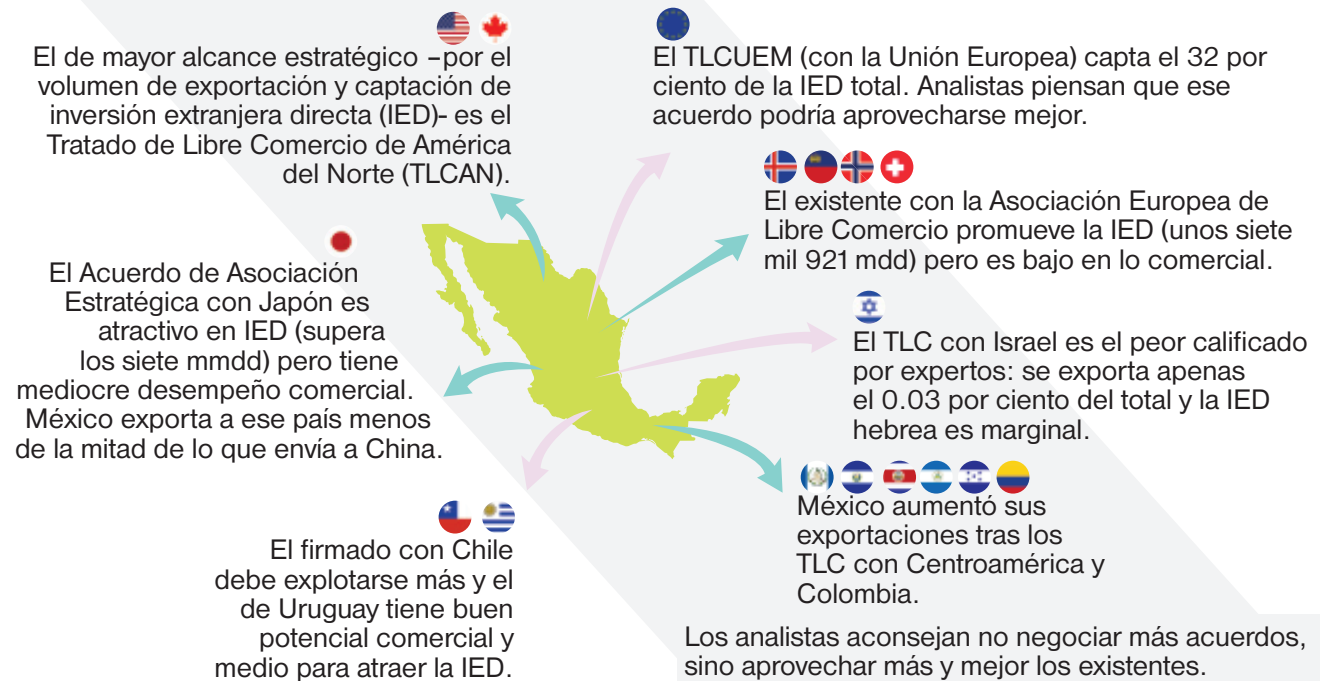 El de mayor alcance estratégico –por el
volumen de exportación y captación de
inversión extranjera directa (IED)- es el
Tratado de Libre Comercio de América
del Norte (TLCAN).
El TLCUEM (con la Unión Europea) capta el 32 por
ciento de la IED total. Analistas piensan que ese
acuerdo podría aprovecharse mejor.
El existente con la Asociación Europea de
Libre Comercio promueve la IED (unos siete
mil 921 mdd) pero es bajo en lo comercial.
El Acuerdo de Asociación
Estratégica con Japón es
atractivo en IED (supera
los siete mmdd) pero tiene
mediocre desempeño comercial.
México exporta a ese país menos
de la mitad de lo que envía a China.
El TLC con Israel es el peor calificado
por expertos: se exporta apenas
el 0.03 por ciento del total y la IED
hebrea es marginal.
México aumentó sus
exportaciones tras los
TLC con Centroamérica y
Colombia.
El firmado con Chile
debe explotarse más y el
de Uruguay tiene buen
potencial comercial y
medio para atraer la IED.
Los analistas aconsejan no negociar más acuerdos,
sino aprovechar más y mejor los existentes.